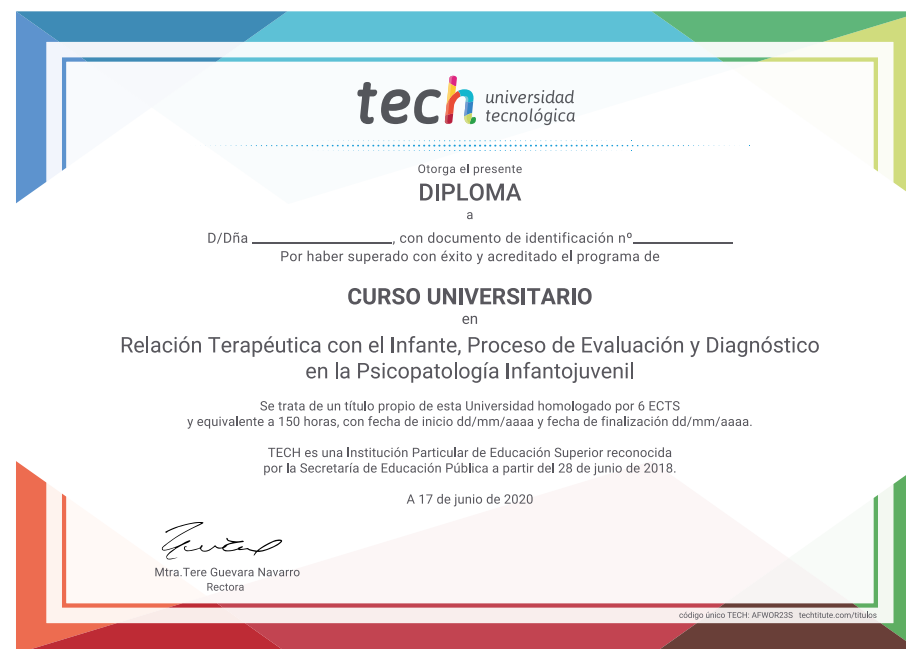 tech universidad
tecnológica
Otorga el presente
DIPLOMA
a
D/Dña ____________________, con documento de identificación nº______________
Por haber superado con éxito y acreditado el programa de
CURSO UNIVERSITARIO
en
Relación Terapéutica con el Infante, Proceso de Evaluación y Diagnóstico
en la Psicopatología Infantojuvenil
Se trata de un título propio de esta Universidad homologado por 6 ECTS
y equivalente a 150 horas, con fecha de inicio dd/mm/aaaa y fecha de finalización dd/mm/aaaa.
TECH es una Institución Particular de Educación Superior reconocida
por la Secretaría de Educación Pública a partir del 28 de junio de 2018.
A 17 de junio de 2020
Mtra.Tere Guevara Navarro
Rectora
código único TECH: AFWOR23S techtitute.com/titulos